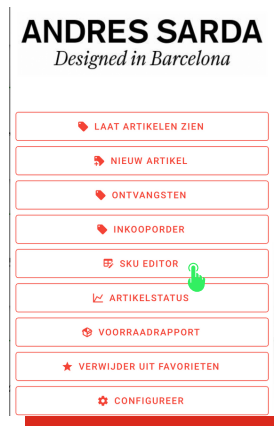 ANDRES SARDA
Designed in Barcelona
LAAT ARTIKELEN ZIEN
NIEUW ARTIKEL
ONTVANGSTEN
INKOOPORDER
SKU EDITOR
ARTIKELSTATUS
VOORRAADRAPPORT
VERWIJDER UIT FAVORIETEN
CONFIGUREER